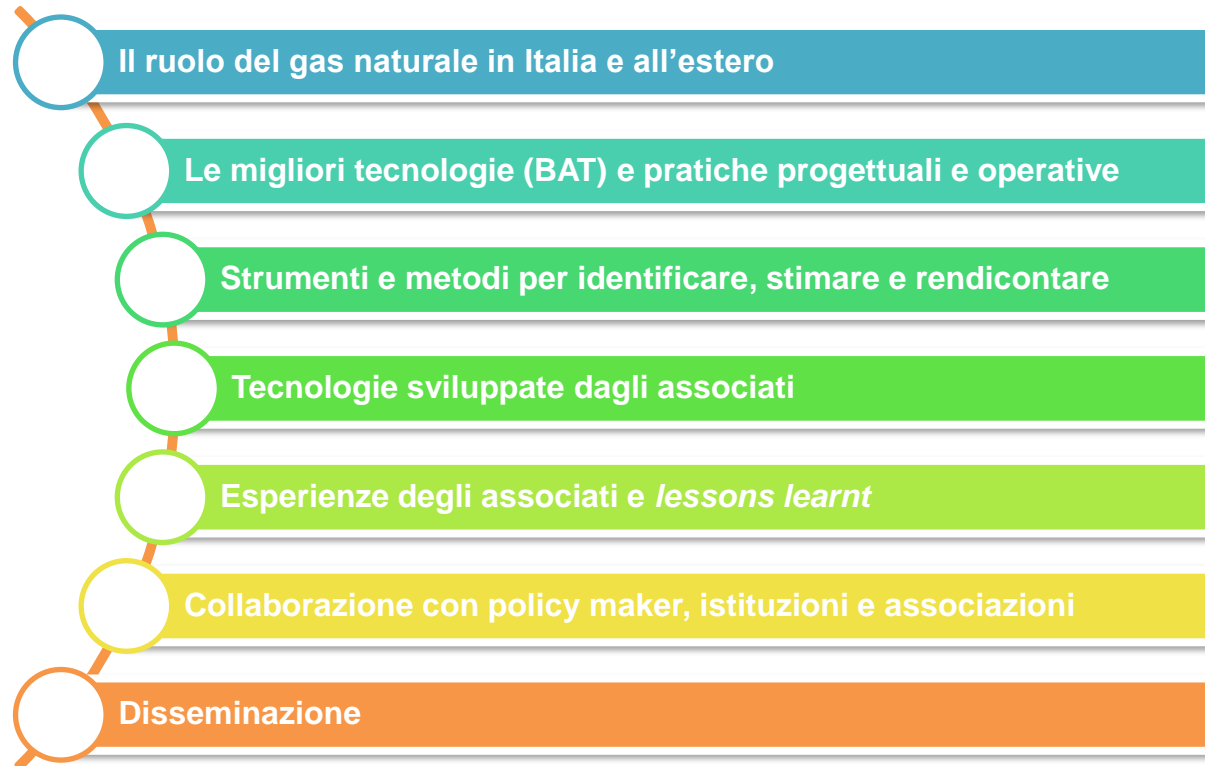 Il ruolo del gas naturale in Italia e all’estero
Le migliori tecnologie (BAT) e pratiche progettuali e operative
Strumenti e metodi per identificare, stimare e rendicontare
Tecnologie sviluppate dagli associati
Esperienze degli associati e lessons learnt
Collaborazione con policy maker, istituzioni e associazioni
Disseminazione